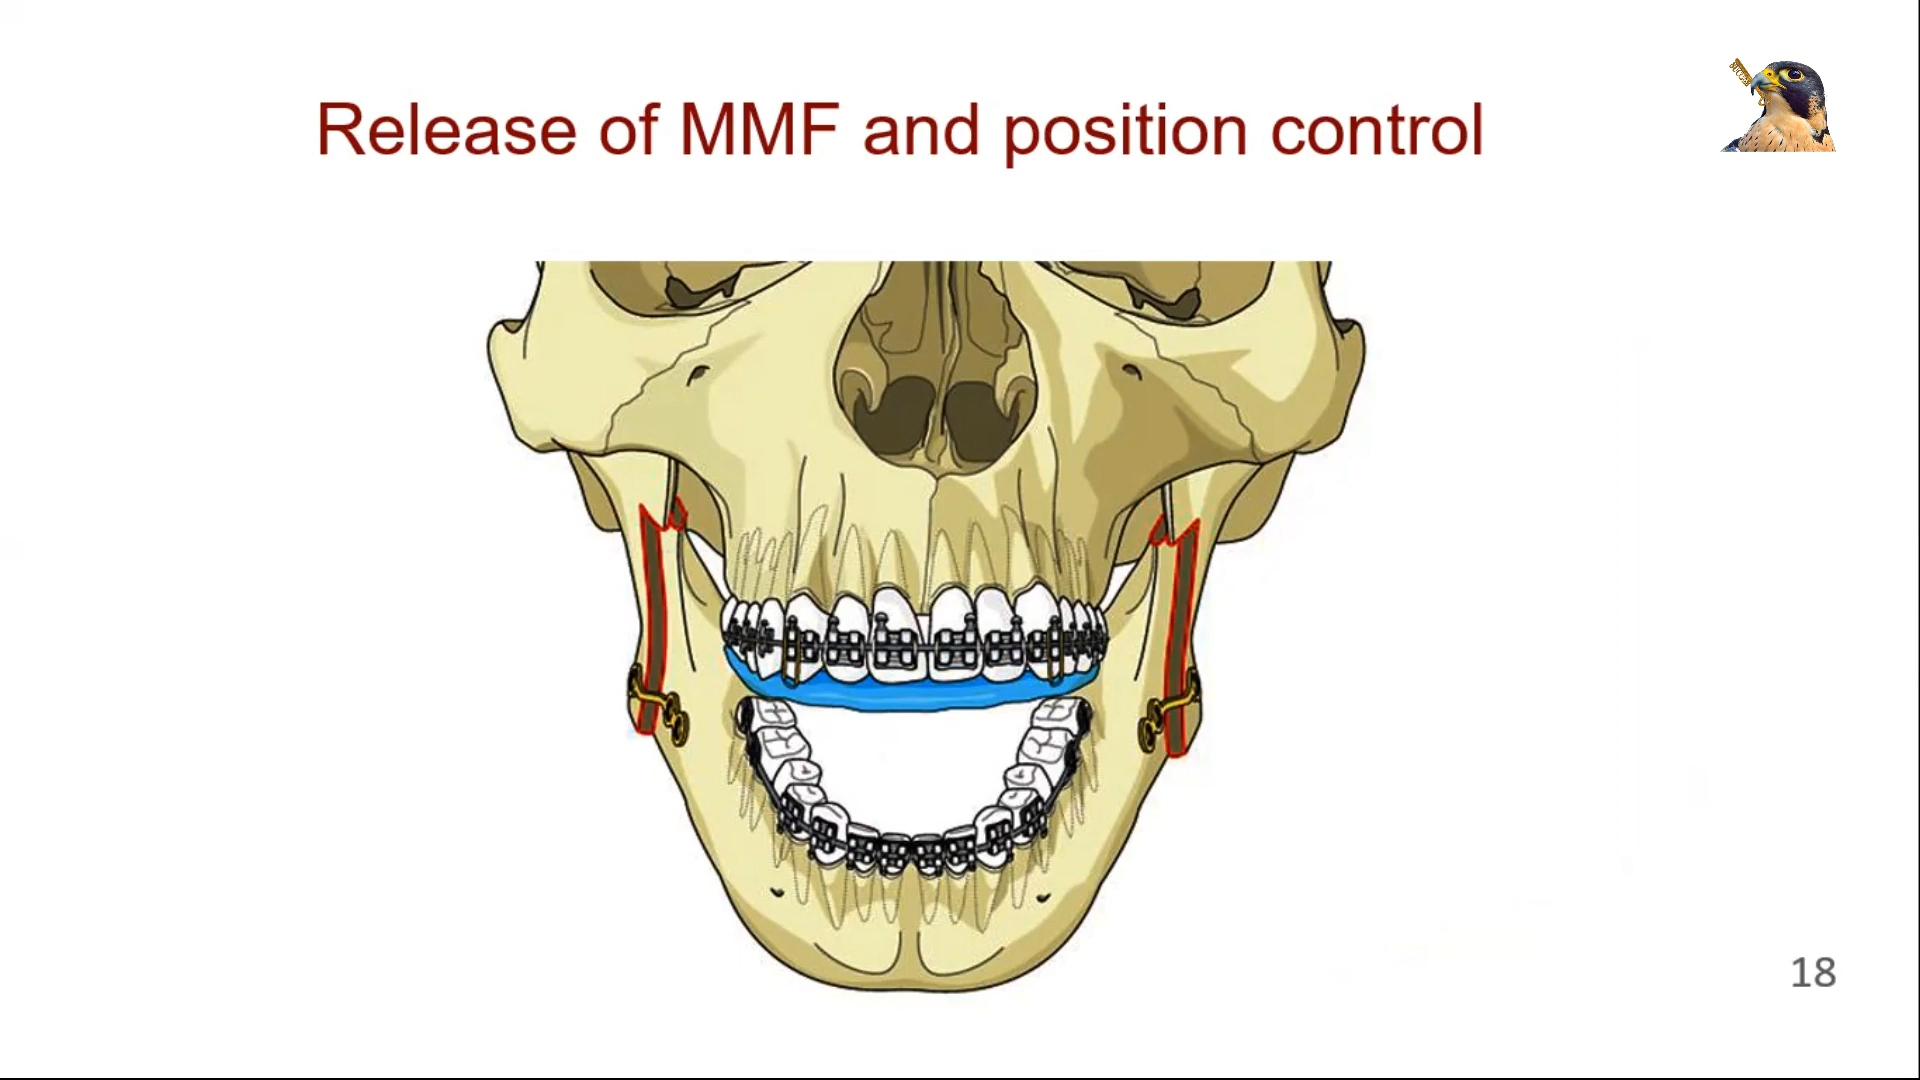 Release of MMF and position control
18